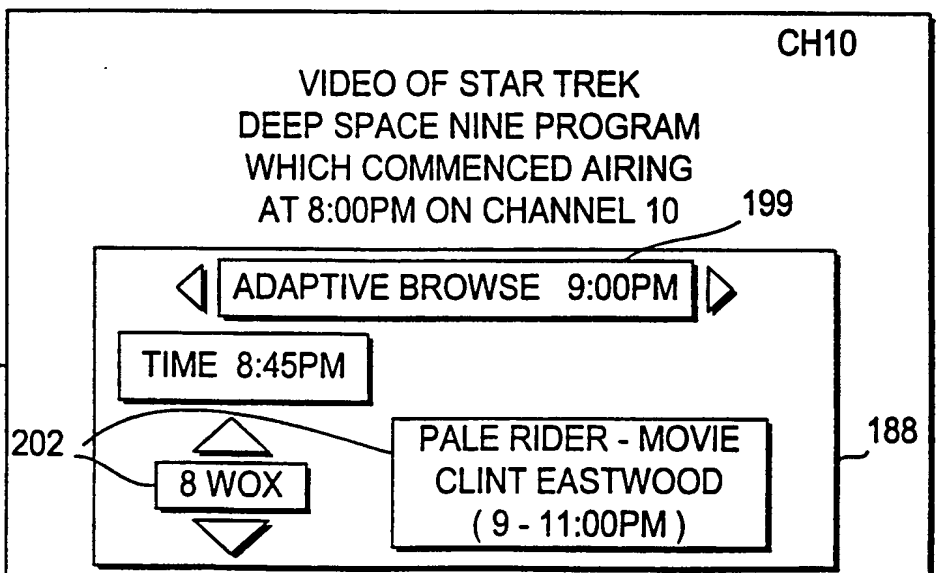 CH10
VIDEO OF STAR TREK
DEEP SPACE NINE PROGRAM
WHICH COMMENCED AIRING
AT 8:00PM ON CHANNEL 10
199
ADAPTIVE BROWSE 9:00PM
TIME 8:45PM
202
8 WOX
PALE RIDER - MOVIE
CLINT EASTWOOD
( 9 - 11:00PM )
188